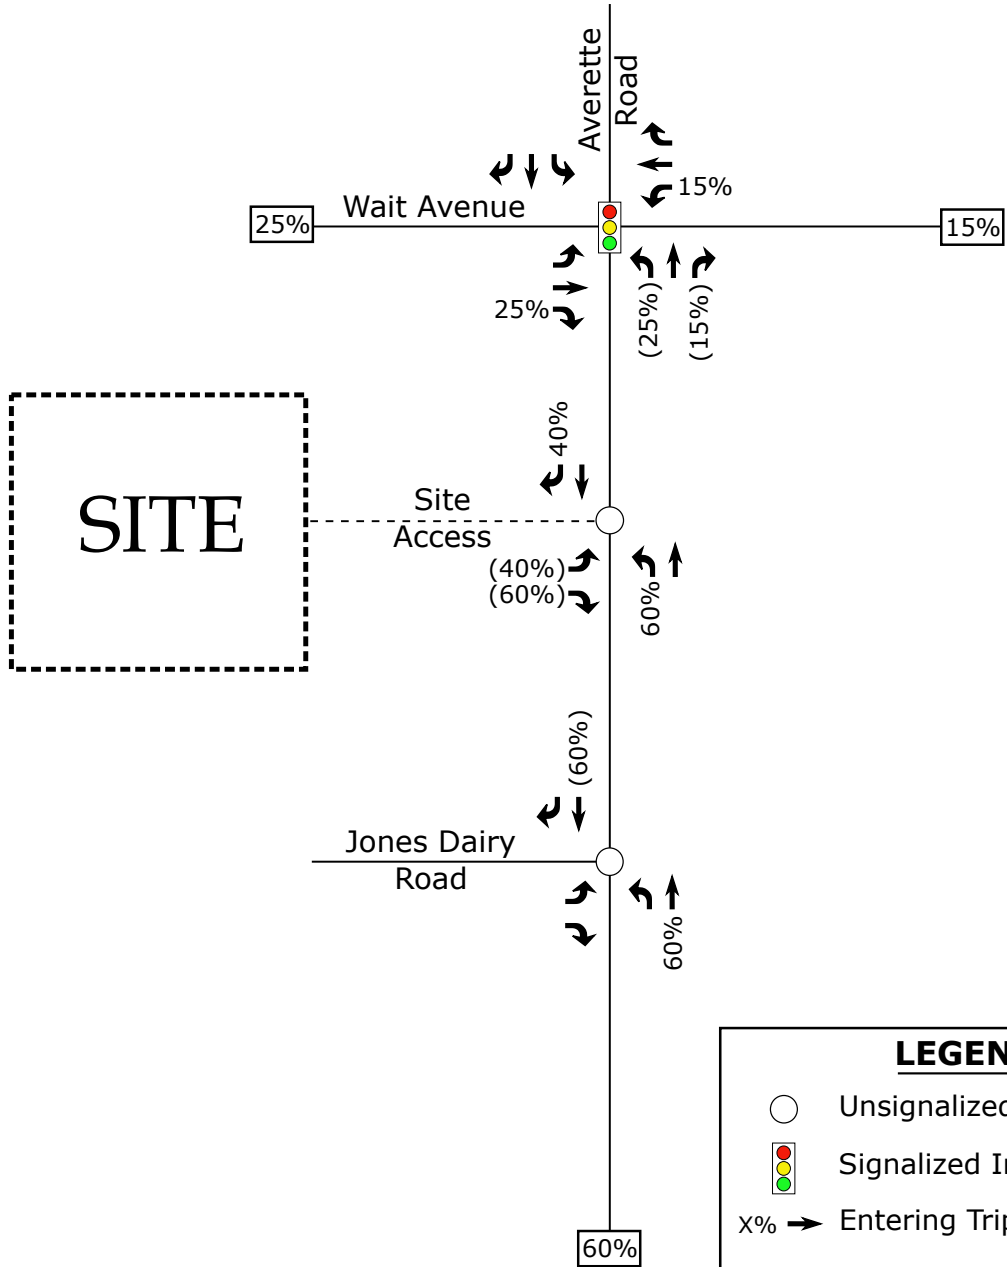 Averette
Road
15%
Wait Avenue
25%
15%
25%
(25%)
(15%)
40%
SITE
Site
Access
(40%)
(60%)
60%
(60%)
Jones Dairy
Road
60%
LEGEN
Unsignalized
Signalized I
X%
Entering Trip
60%